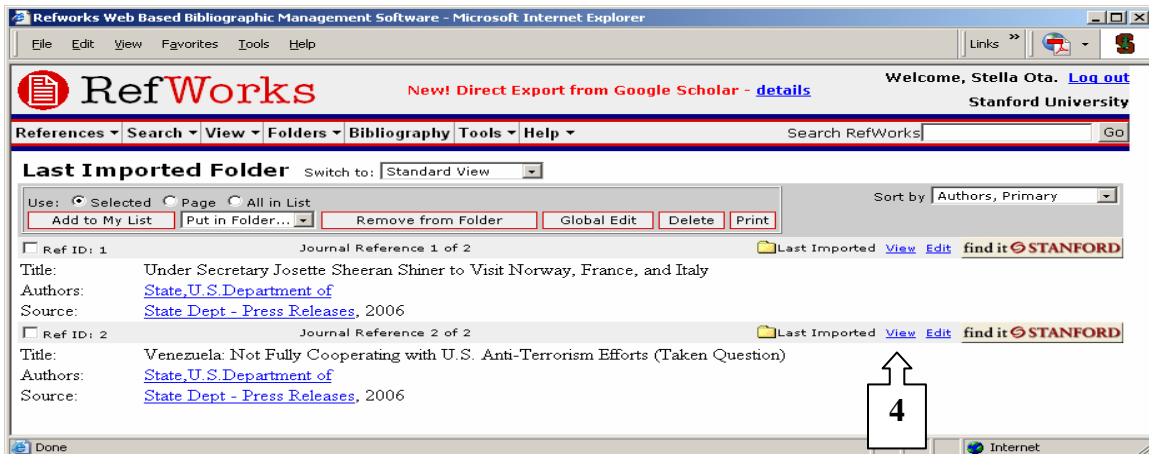 Refworks Web Based Bibliographic Management Software - Microsoft Internet Explorer
File Edit View Favorites Tools Help Links »
RefWorks New! Direct Export from Google Scholar - details Welcome, Stella Ota. Log out
Stanford University
References Search View Folders Bibliography Tools Help Search RefWorks Go
Last Imported Folder Switch to: Standard View
Use: Selected Page All in List Sort by Authors, Primary
Add to My List Put in Folder... Remove from Folder Global Edit Delete Print
Ref ID: 1 Journal Reference 1 of 2 Last Imported View Edit find it STANFORD
Title: Under Secretary Josette Sheeran Shiner to Visit Norway, France, and Italy
Authors: State,U.S.Department of
Source: State Dept - Press Releases, 2006
Ref ID: 2 Journal Reference 2 of 2 Last Imported View Edit find it STANFORD
Title: Venezuela: Not Fully Cooperating with U.S. Anti-Terrorism Efforts (Taken Question)
Authors: State,U.S.Department of
Source: State Dept - Press Releases, 2006
4
Done Internet